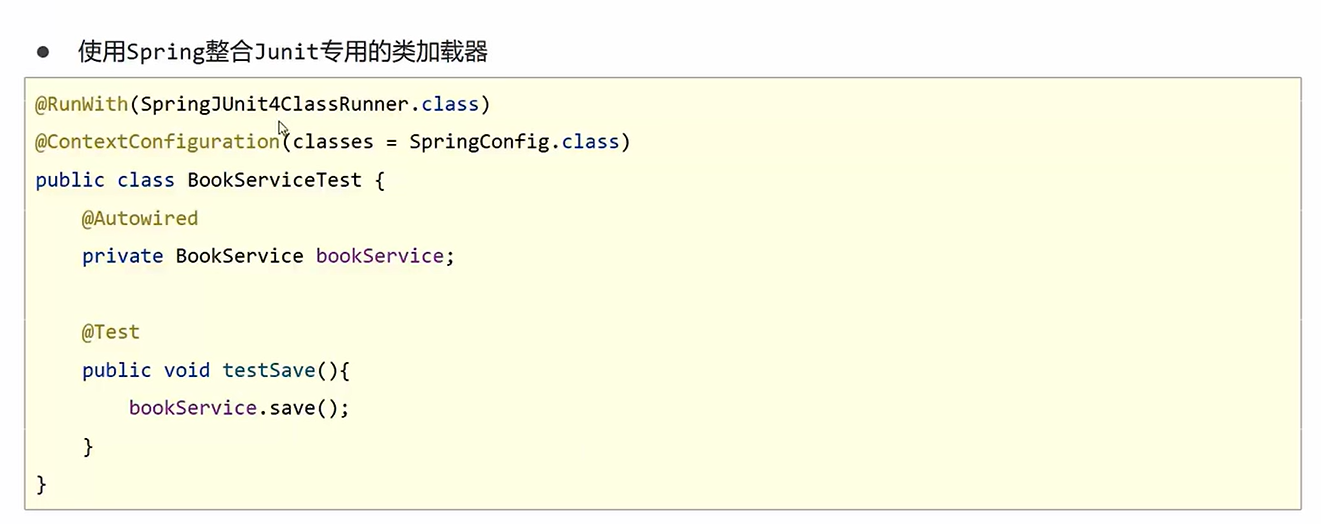 ● 使用Spring整合Junit专用的类加载器
@RunWith(SpringJUnit4ClassRunner.class)
@ContextConfiguration(classes = SpringConfig.class)
public class BookServiceTest {
    @Autowired
    private BookService bookService;

    @Test
    public void testSave(){
        bookService.save();
    }
}